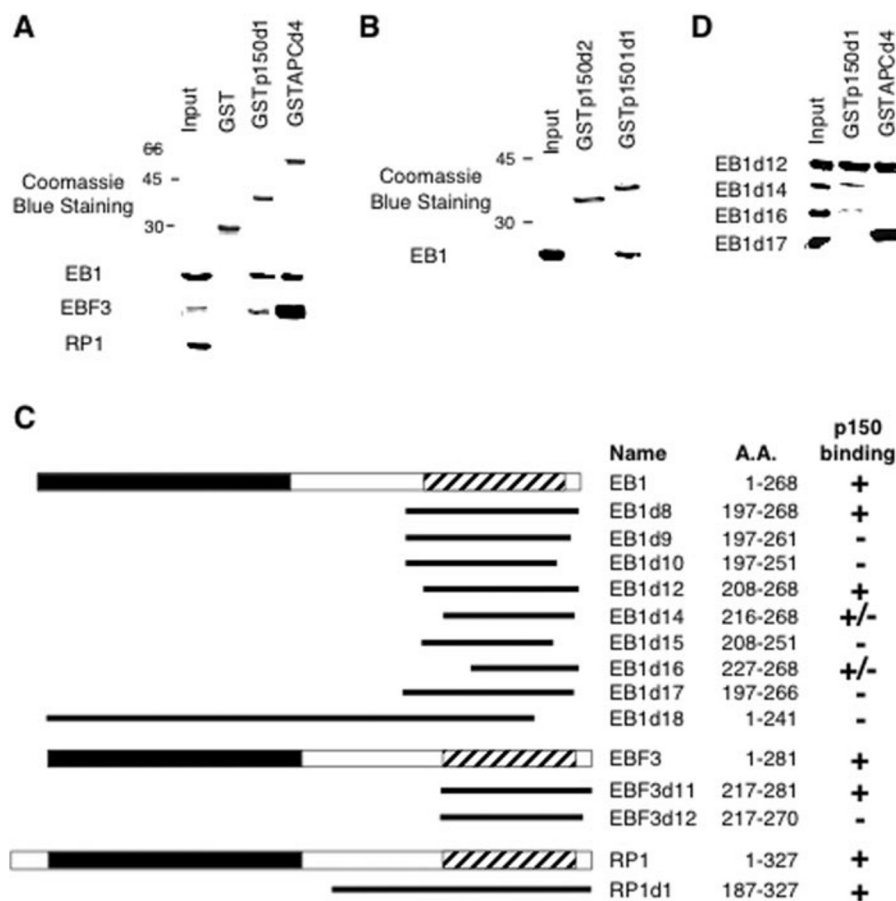 A
Input
GST
GSTp150d1
GSTAPCd4
66
45
30
Coomassie
Blue Staining
EB1
EBF3
RP1
B
Input
GSTp150d2
GSTp1501d1
45
30
Coomassie
Blue Staining
EB1
D
Input
GSTp150d1
GSTAPCd4
EB1d12
EB1d14
EB1d16
EB1d17
C
p150
Name A.A. binding
EB1 1-268 +
EB1d8 197-268 +
EB1d9 197-261 -
EB1d10 197-251 -
EB1d12 208-268 +
EB1d14 216-268 +/-
EB1d15 208-251 -
EB1d16 227-268 +/-
EB1d17 197-266 -
EB1d18 1-241 -
EBF3 1-281 +
EBF3d11 217-281 +
EBF3d12 217-270 -
RP1 1-327 +
RP1d1 187-327 +